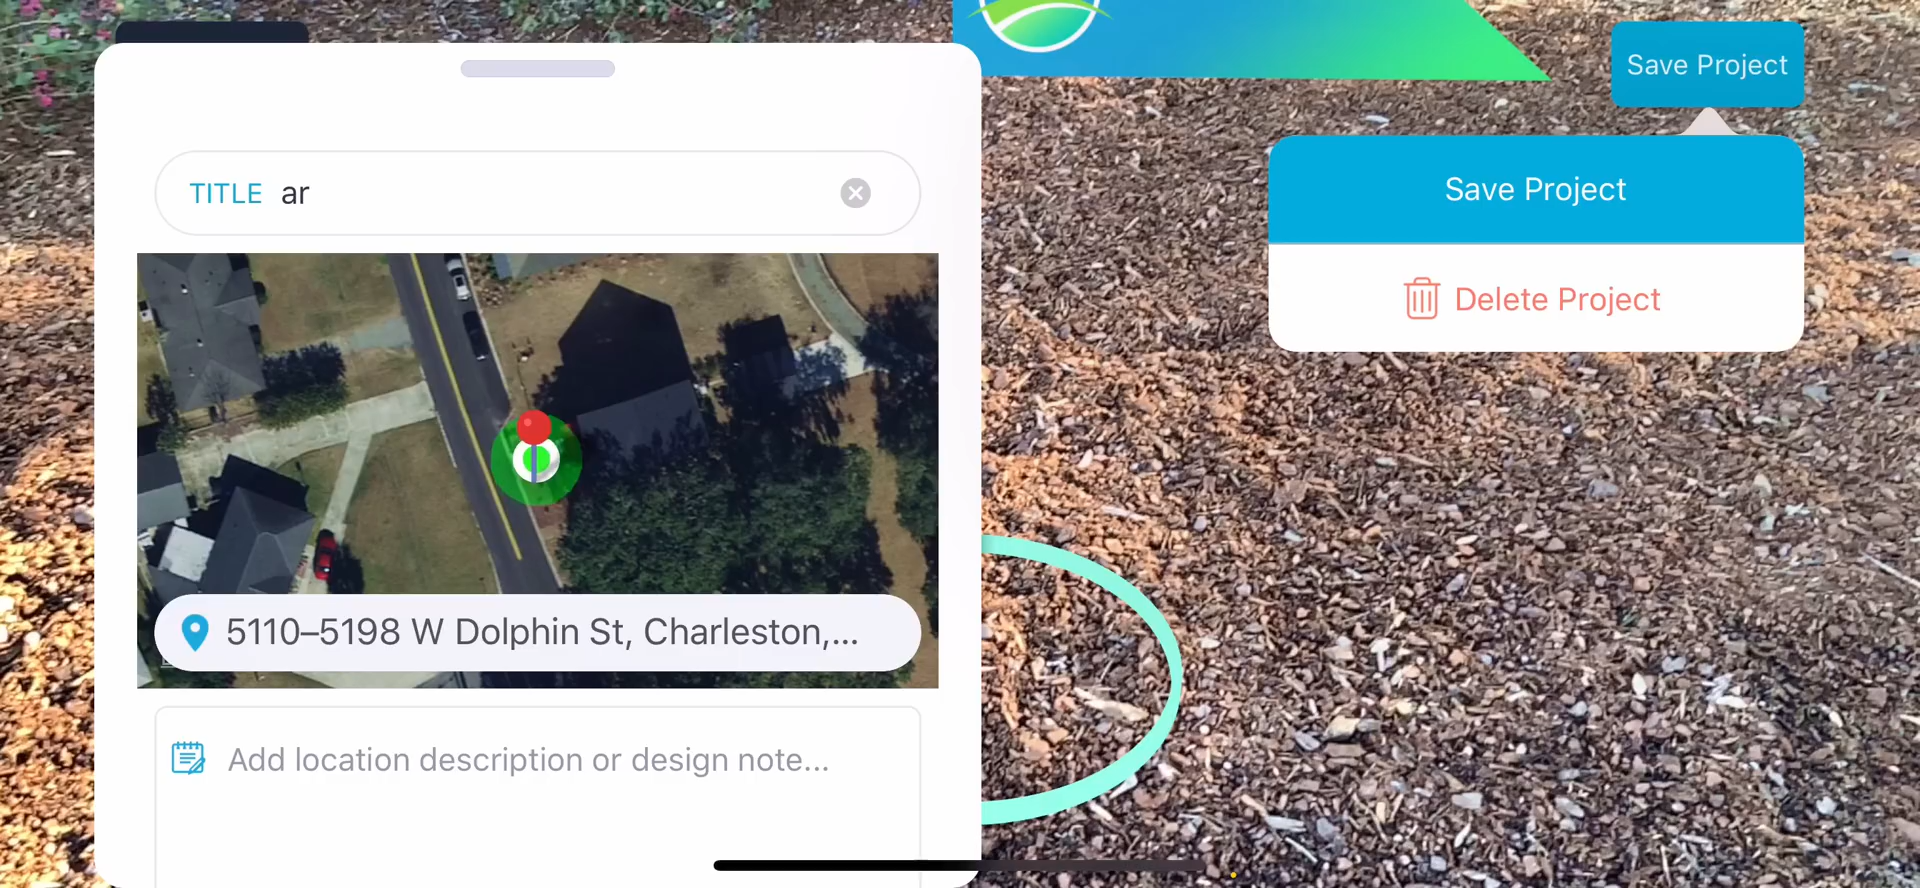 TITLE ar
5110–5198 W Dolphin St, Charleston,...
Add location description or design note...
Save Project
Save Project
Delete Project